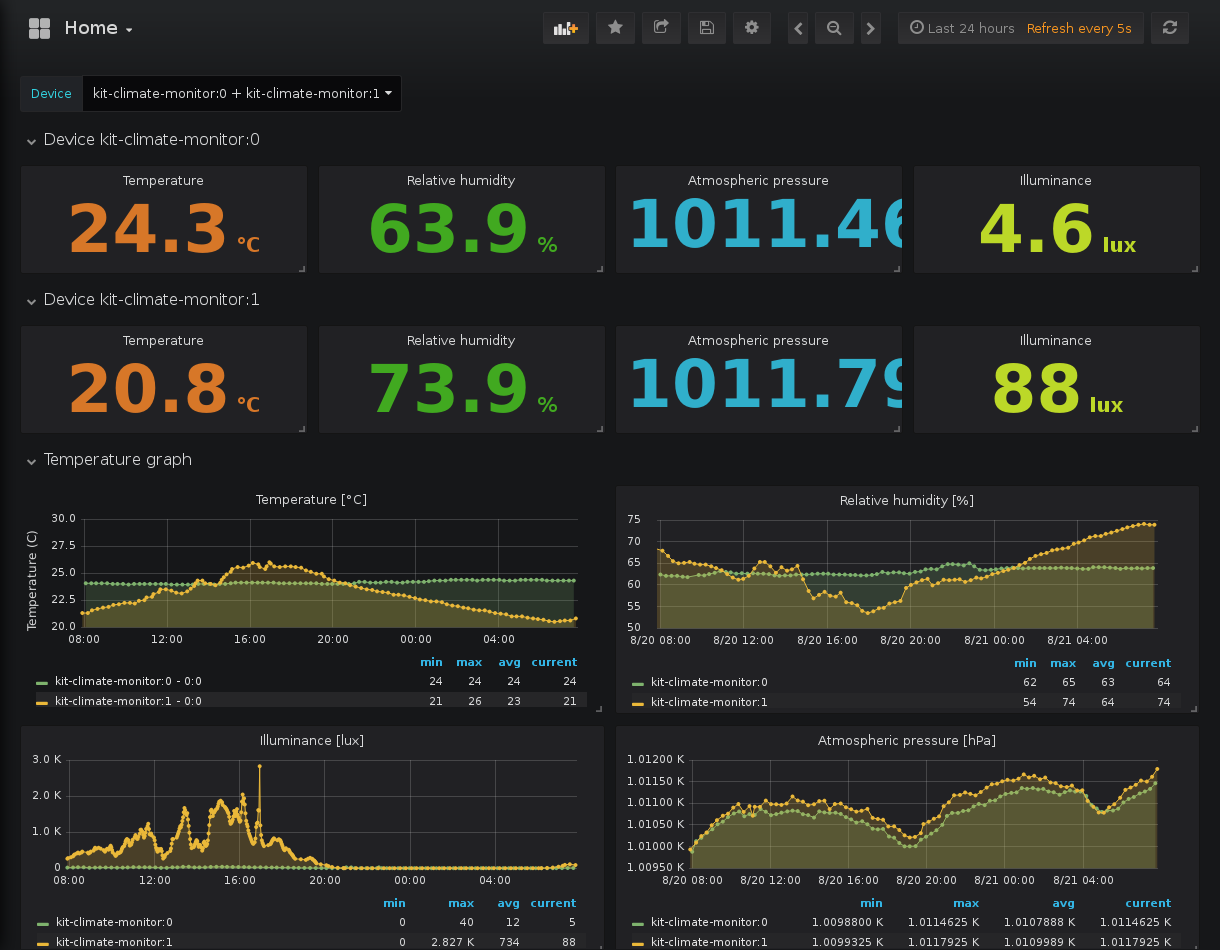 Home
Last 24 hours Refresh every 5s
Device kit-climate-monitor:0 + kit-climate-monitor:1
Device kit-climate-monitor:0
Temperature Relative humidity Atmospheric pressure Illuminance
24.3 °C 63.9 % 1011.46 4.6 lux
Device kit-climate-monitor:1
Temperature Relative humidity Atmospheric pressure Illuminance
20.8 °C 73.9 % 1011.79 88 lux
Temperature graph
Temperature [°C]
Temperature (C)
30.0
27.5
25.0
22.5
20.0
08:00 12:00 16:00 20:00 00:00 04:00
min max avg current
kit-climate-monitor:0 - 0:0 24 24 24 24
kit-climate-monitor:1 - 0:0 21 26 23 21
Relative humidity [%]
75
70
65
60
55
50
8/20 08:00 8/20 12:00 8/20 16:00 8/20 20:00 8/21 00:00 8/21 04:00
min max avg current
kit-climate-monitor:0 62 65 63 64
kit-climate-monitor:1 54 74 64 74
Illuminance [lux]
3.0 K
2.0 K
1.0 K
0
08:00 12:00 16:00 20:00 00:00 04:00
min max avg current
kit-climate-monitor:0 0 40 12 5
kit-climate-monitor:1 0 2.827 K 734 88
Atmospheric pressure [hPa]
1.01200 K
1.01150 K
1.01100 K
1.01050 K
1.01000 K
1.00950 K
8/20 08:00 8/20 12:00 8/20 16:00 8/20 20:00 8/21 00:00 8/21 04:00
min max avg current
kit-climate-monitor:0 1.0098800 K 1.0114625 K 1.0107888 K 1.0114625 K
kit-climate-monitor:1 1.0099325 K 1.0117925 K 1.0109989 K 1.0117925 K